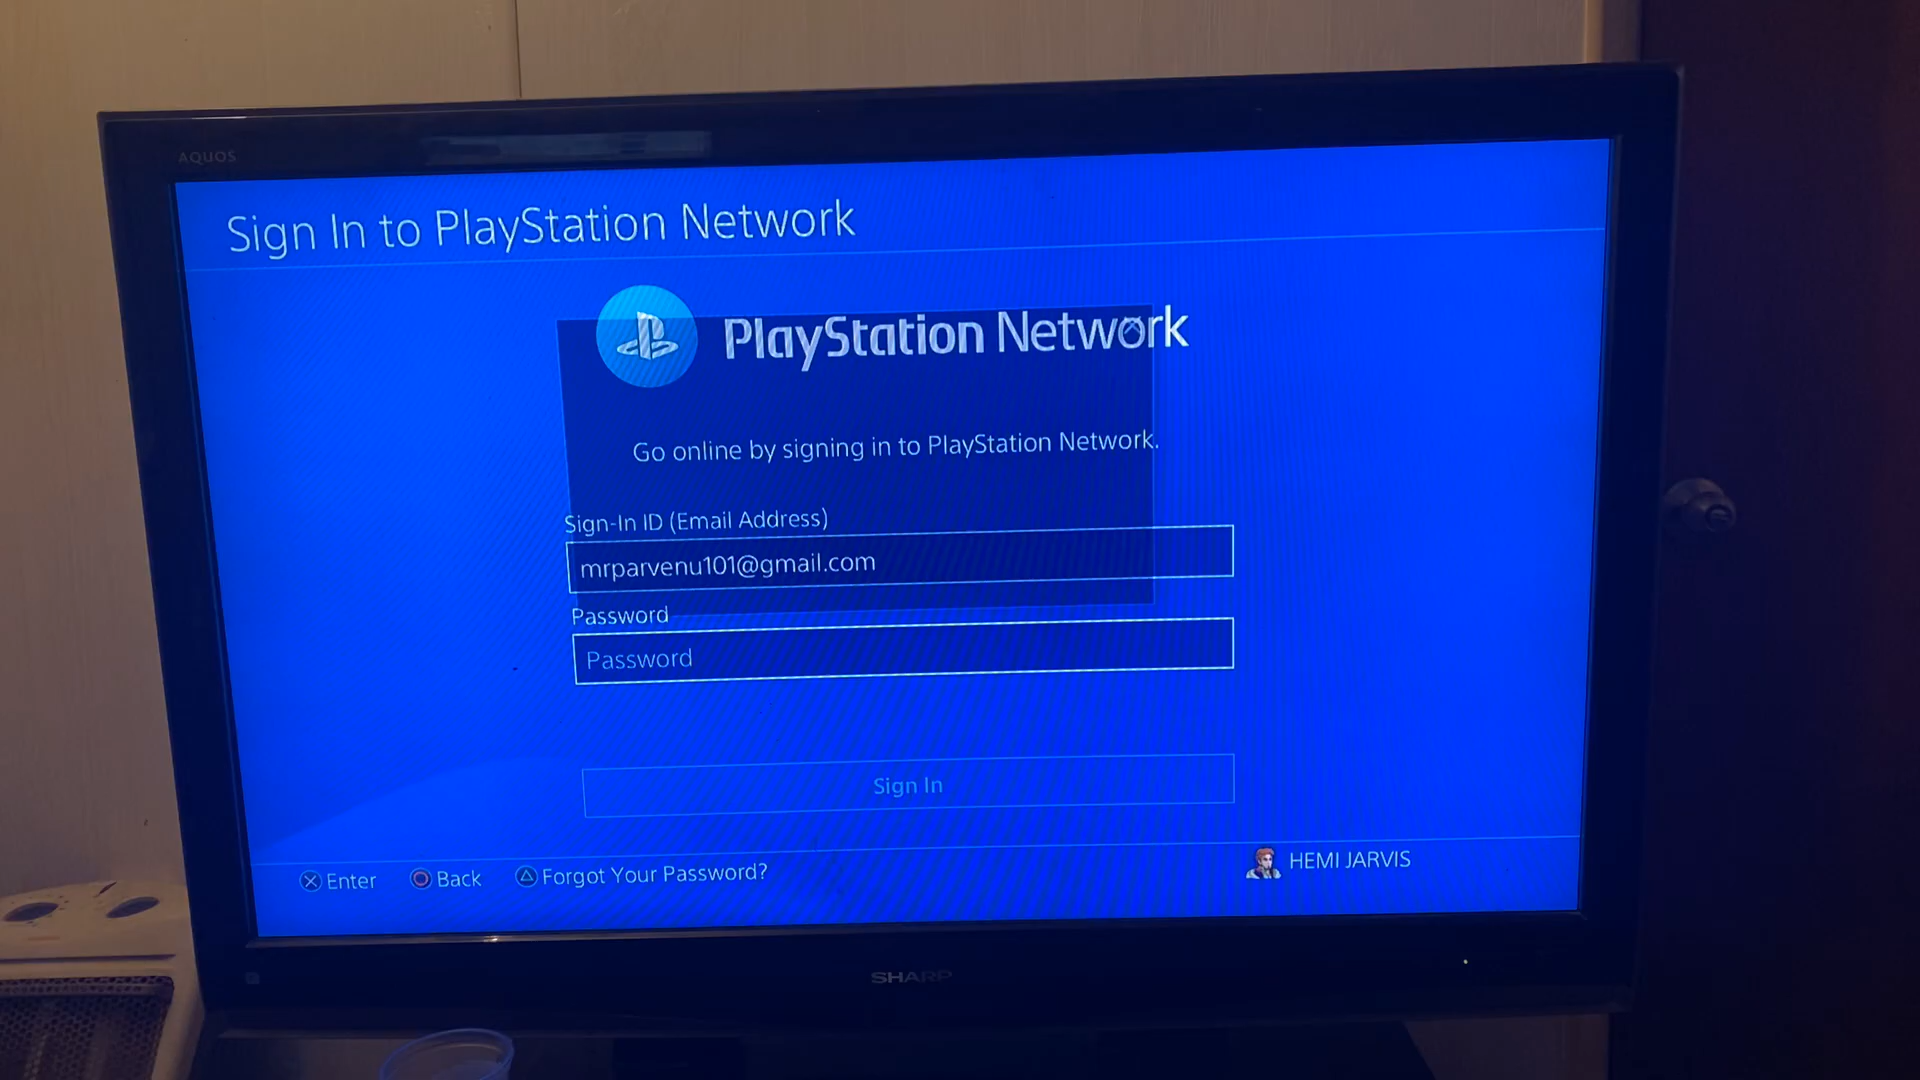 AQUOS
Sign In to PlayStation Network
PlayStation Network
Go online by signing in to PlayStation Network.
Sign-In ID (Email Address)
mrparvenu101@gmail.com
Password
Password
Sign In
Enter Back Forgot Your Password? HEMI JARVIS
SHARP